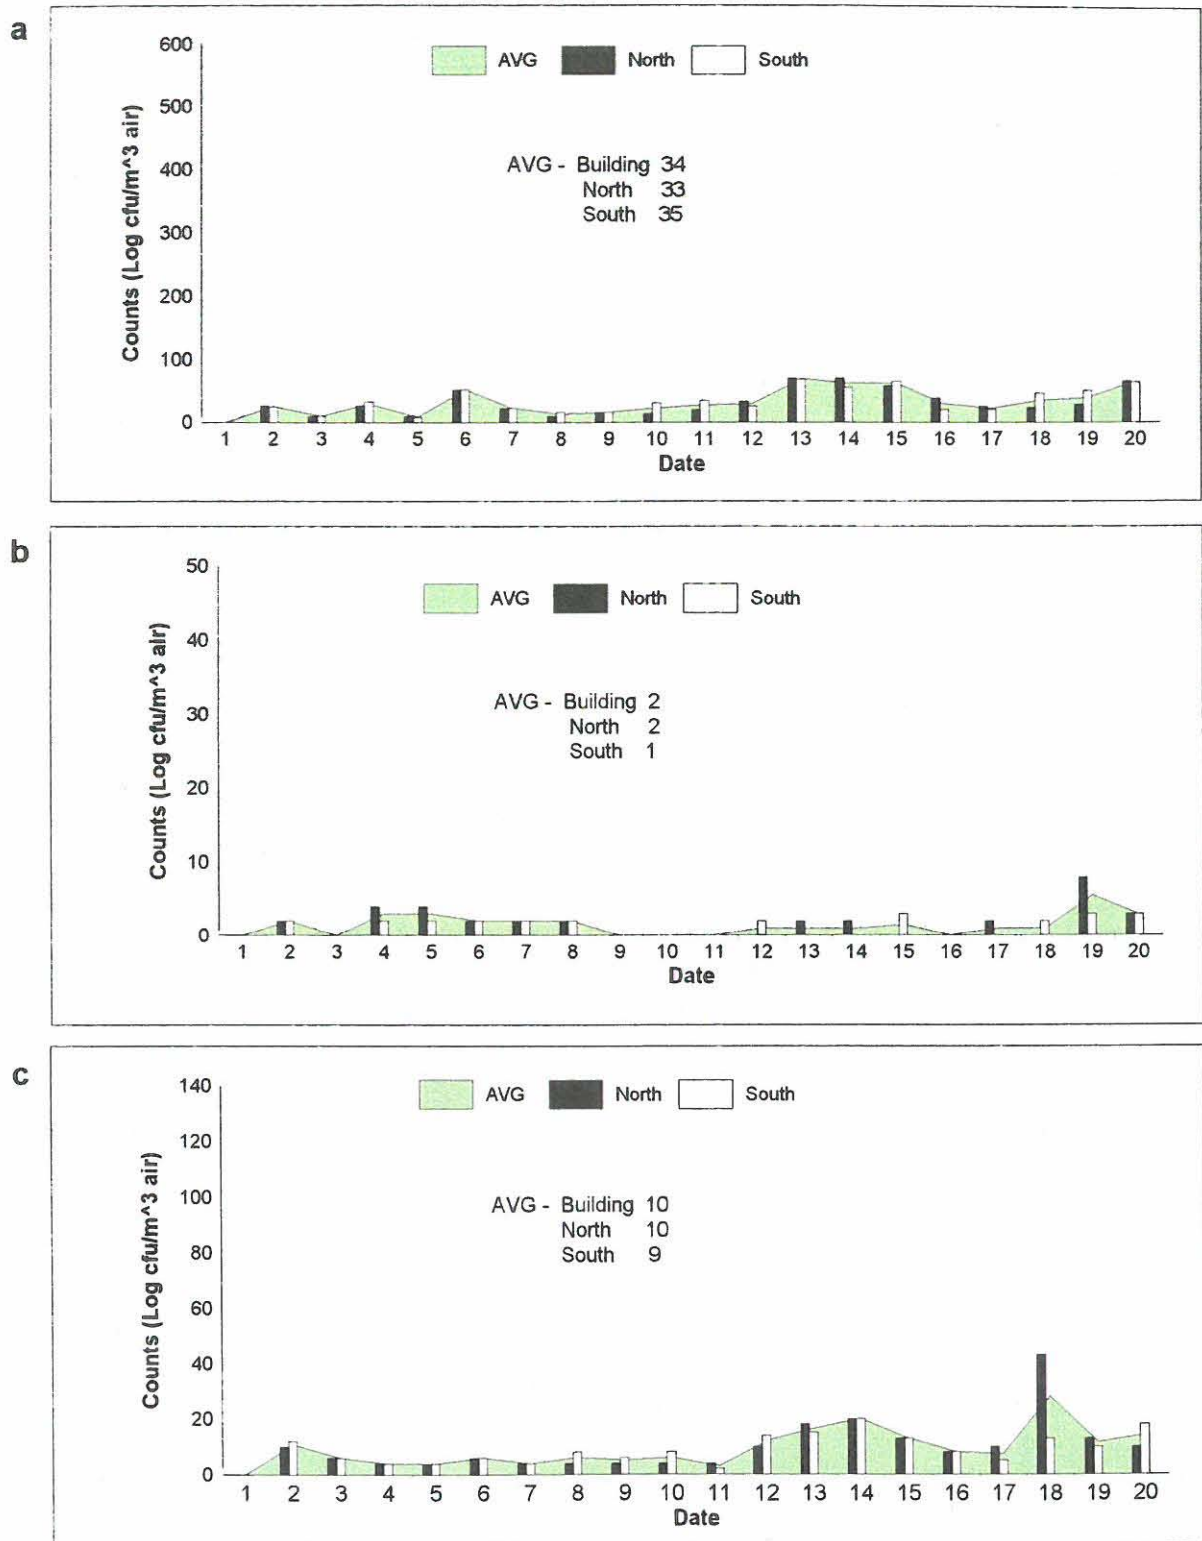 a
600
500
400
300
200
100
0
Counts (Log cfu/m^3 air)
AVG North South
AVG - Building 34
North 33
South 35
1 2 3 4 5 6 7 8 9 10 11 12 13 14 15 16 17 18 19 20
Date
b
50
40
30
20
10
0
Counts (Log cfu/m^3 air)
AVG North South
AVG - Building 2
North 2
South 1
1 2 3 4 5 6 7 8 9 10 11 12 13 14 15 16 17 18 19 20
Date
c
140
120
100
80
60
40
20
0
Counts (Log cfu/m^3 air)
AVG North South
AVG - Building 10
North 10
South 9
1 2 3 4 5 6 7 8 9 10 11 12 13 14 15 16 17 18 19 20
Date